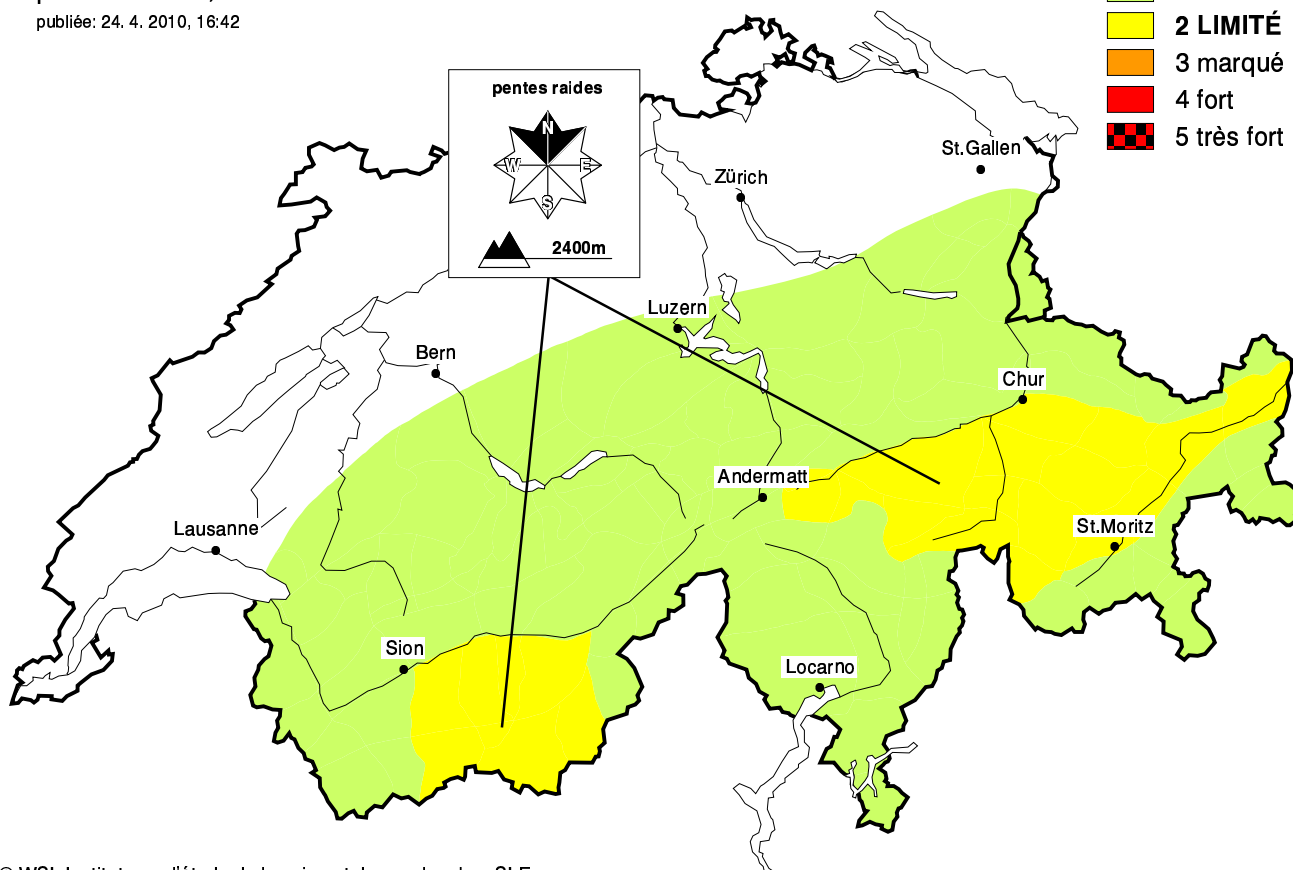 publiée: 24. 4. 2010, 16:42
2 LIMITÉ
3 marqué
4 fort
5 très fort
pentes raides
N
W E
S
2400m
St.Gallen
Zürich
Luzern
Bern
Chur
Andermatt
Lausanne
St.Moritz
Sion
Locarno